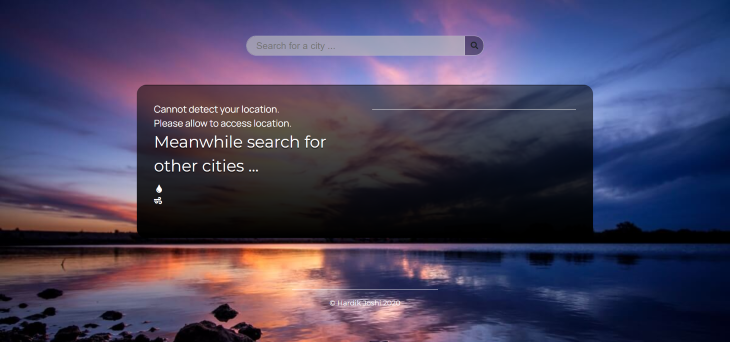 Search for a city ...
Cannot detect your location.
Please allow to access location.
Meanwhile search for
other cities ...
© Hardik Joshi 2020